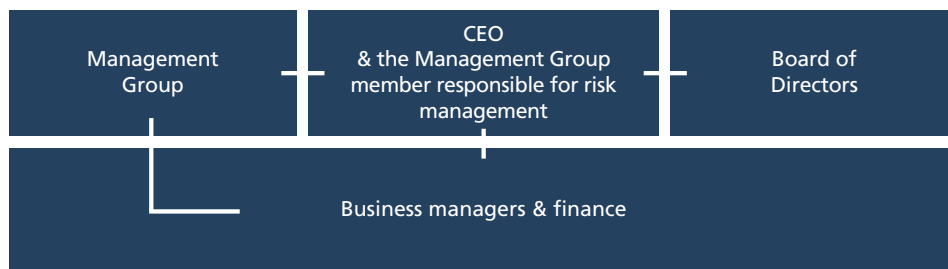 Management
Group
CEO
& the Management Group
member responsible for risk
management
Board of
Directors
Business managers & finance